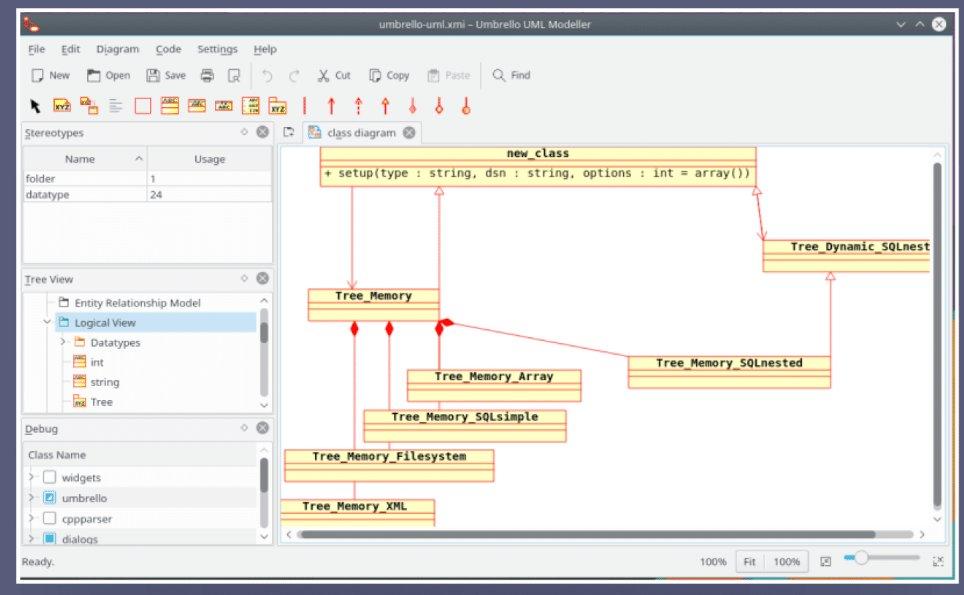 umbrello-uml.xmi – Umbrello UML Modeller
File Edit Diagram Code Settings Help
New Open Save Cut Copy Paste Find
Stereotypes
class diagram
Name Usage
folder 1
datatype 24
Tree View
Entity Relationship Model
Logical View
Datatypes
int
string
Tree
Debug
Class Name
widgets
umbrello
cppparser
dialogs
new_class
+ setup(type : string, dsn : string, options : int = array())
Tree_Dynamic_SQLnest
Tree_Memory
Tree_Memory_SQLnested
Tree_Memory_Array
Tree_Memory_SQLsimple
Tree_Memory_Filesystem
Tree_Memory_XML
Ready.
100% Fit 100%